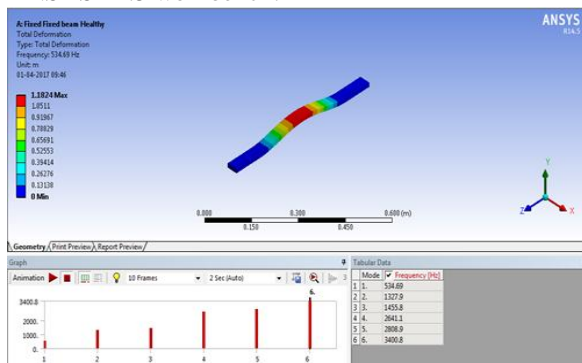 A: Fixed Fixed beam Healthy
Total Deformation
Type: Total Deformation
Frequency: 534.69 Hz
Unit: m
01-04-2017 09:46
1.1824 Max
1.0511
0.91967
0.78829
0.65691
0.52553
0.39414
0.26276
0.13138
0 Min
ANSYS
R14.5
0.000
0.300
0.600 (m)
0.150
0.450
Y
Z
X
Geometry Print Preview Report Preview
Graph
Animation
10 Frames
2 Sec (Auto)
3
6.
3400.8
2000.
1000.
0.
1 2 3 4 5 6
Tabular Data
Mode Frequency [Hz]
1 1. 534.69
2 2. 1327.9
3 3. 1455.8
4 4. 2641.1
5 5. 2808.9
6 6. 3400.8